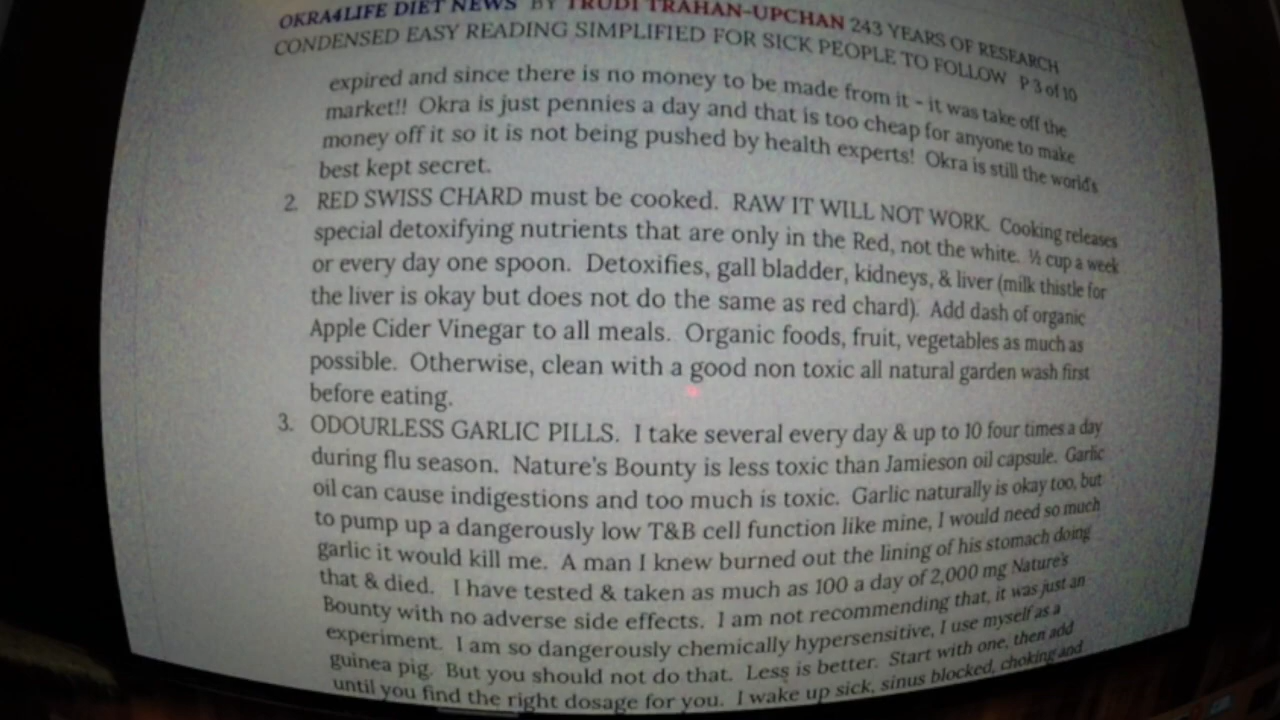 OKRA4LIFE DIET NEWS BY TRUDI TRAHAN-UPCHAN 243 YEARS OF RESEARCH
CONDENSED EASY READING SIMPLIFIED FOR SICK PEOPLE TO FOLLOW P 3 of 10
expired and since there is no money to be made from it - it was take off the
market!! Okra is just pennies a day and that is too cheap for anyone to make
money off it so it is not being pushed by health experts! Okra is still the world's
best kept secret.
2. RED SWISS CHARD must be cooked. RAW IT WILL NOT WORK. Cooking releases
special detoxifying nutrients that are only in the Red, not the white. ½ cup a week
or every day one spoon. Detoxifies, gall bladder, kidneys, & liver (milk thistle for
the liver is okay but does not do the same as red chard). Add dash of organic
Apple Cider Vinegar to all meals. Organic foods, fruit, vegetables as much as
possible. Otherwise, clean with a good non toxic all natural garden wash first
before eating.
3. ODOURLESS GARLIC PILLS. I take several every day & up to 10 four times a day
during flu season. Nature's Bounty is less toxic than Jamieson oil capsule. Garlic
oil can cause indigestions and too much is toxic. Garlic naturally is okay too, but
to pump up a dangerously low T&B cell function like mine, I would need so much
garlic it would kill me. A man I knew burned out the lining of his stomach doing
that & died. I have tested & taken as much as 100 a day of 2,000 mg Nature's
Bounty with no adverse side effects. I am not recommending that, it was just an
experiment. I am so dangerously chemically hypersensitive, I use myself as a
guinea pig. But you should not do that. Less is better. Start with one, then add
until you find the right dosage for you. I wake up sick, sinus blocked, choking and